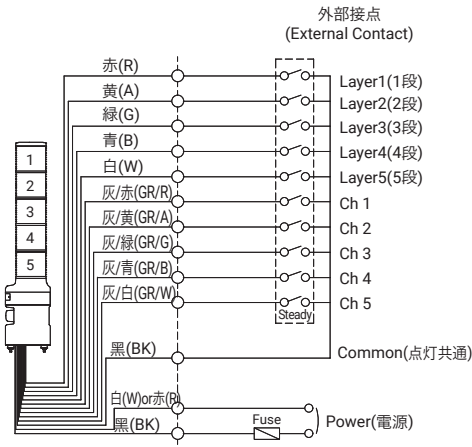 外部接点
(External Contact)
赤(R)
Layer1(1段)
黄(A)
Layer2(2段)
緑(G)
Layer3(3段)
青(B)
Layer4(4段)
白(W)
Layer5(5段)
灰/赤(GR/R)
Ch 1
灰/黄(GR/A)
Ch 2
灰/緑(GR/G)
Ch 3
灰/青(GR/B)
Ch 4
灰/白(GR/W)
Ch 5
Steady
1
2
3
4
5
黒(BK)
Common(点灯共通)
白(W)or赤(R)
黒(BK)
Fuse
Power(電源)